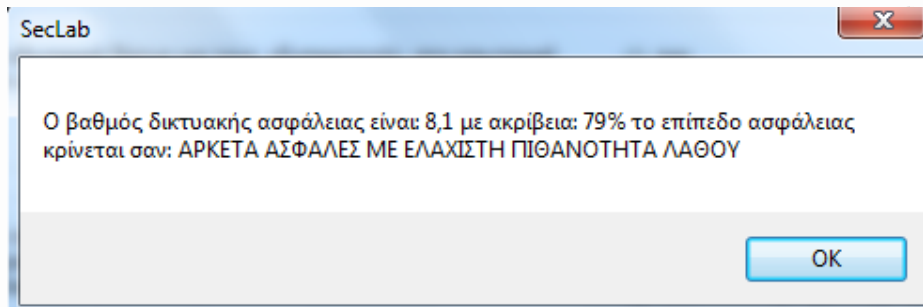 SecLab
Ο βαθμός δικτυακής ασφάλειας είναι: 8,1 με ακρίβεια: 79% το επίπεδο ασφάλειας
κρίνεται σαν: ΑΡΚΕΤΑ ΑΣΦΑΛΕΣ ΜΕ ΕΛΑΧΙΣΤΗ ΠΙΘΑΝΟΤΗΤΑ ΛΑΘΟΥ
OK